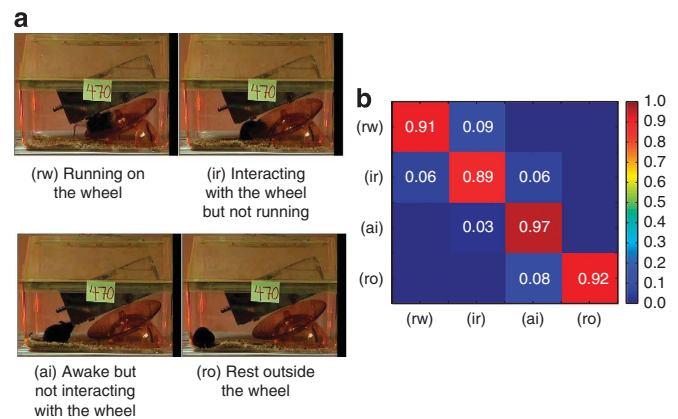 a
470
470
(rw) Running on
the wheel
(ir) Interacting
with the wheel
but not running
470
470
(ai) Awake but
not interacting
with the wheel
(ro) Rest outside
the wheel
b
(rw) 0.91 0.09
(ir) 0.06 0.89 0.06
(ai) 0.03 0.97
(ro) 0.08 0.92
(rw) (ir) (ai) (ro)
1.0
0.9
0.8
0.7
0.6
0.5
0.4
0.3
0.2
0.1
0.0